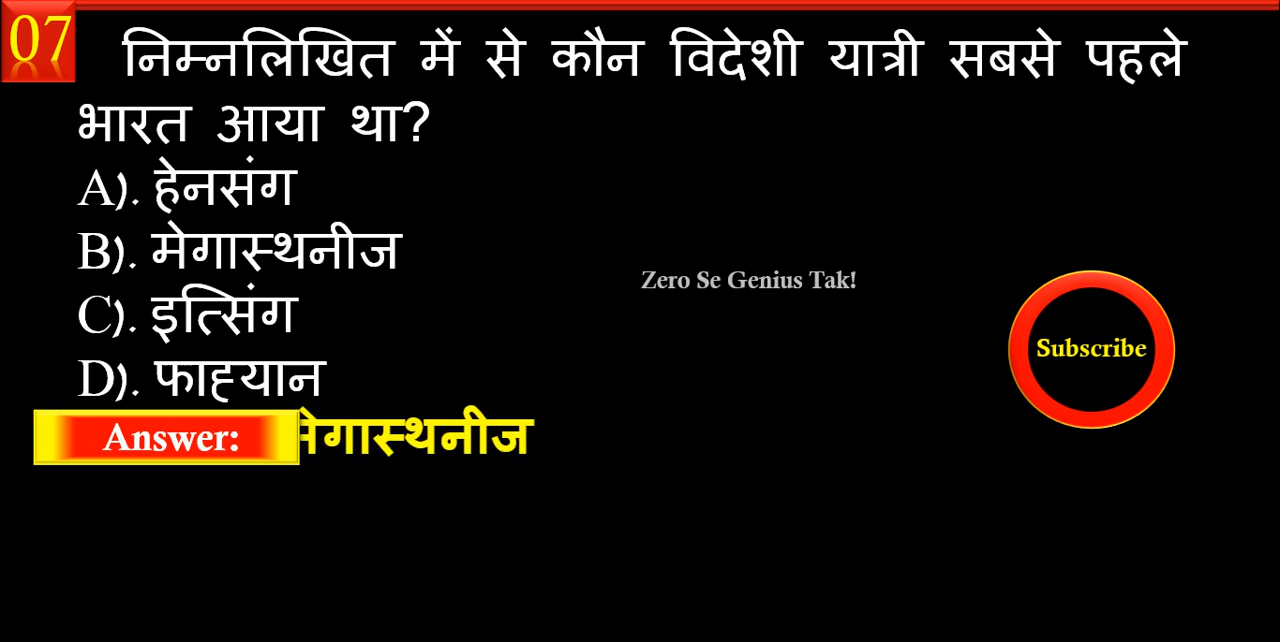 07
निम्नलिखित में से कौन विदेशी यात्री सबसे पहले
भारत आया था?
A). हेनसंग
B). मेगास्थनीज
C). इत्सिंग
D). फाह्यान
Answer: मेगास्थनीज
Zero Se Genius Tak!
Subscribe